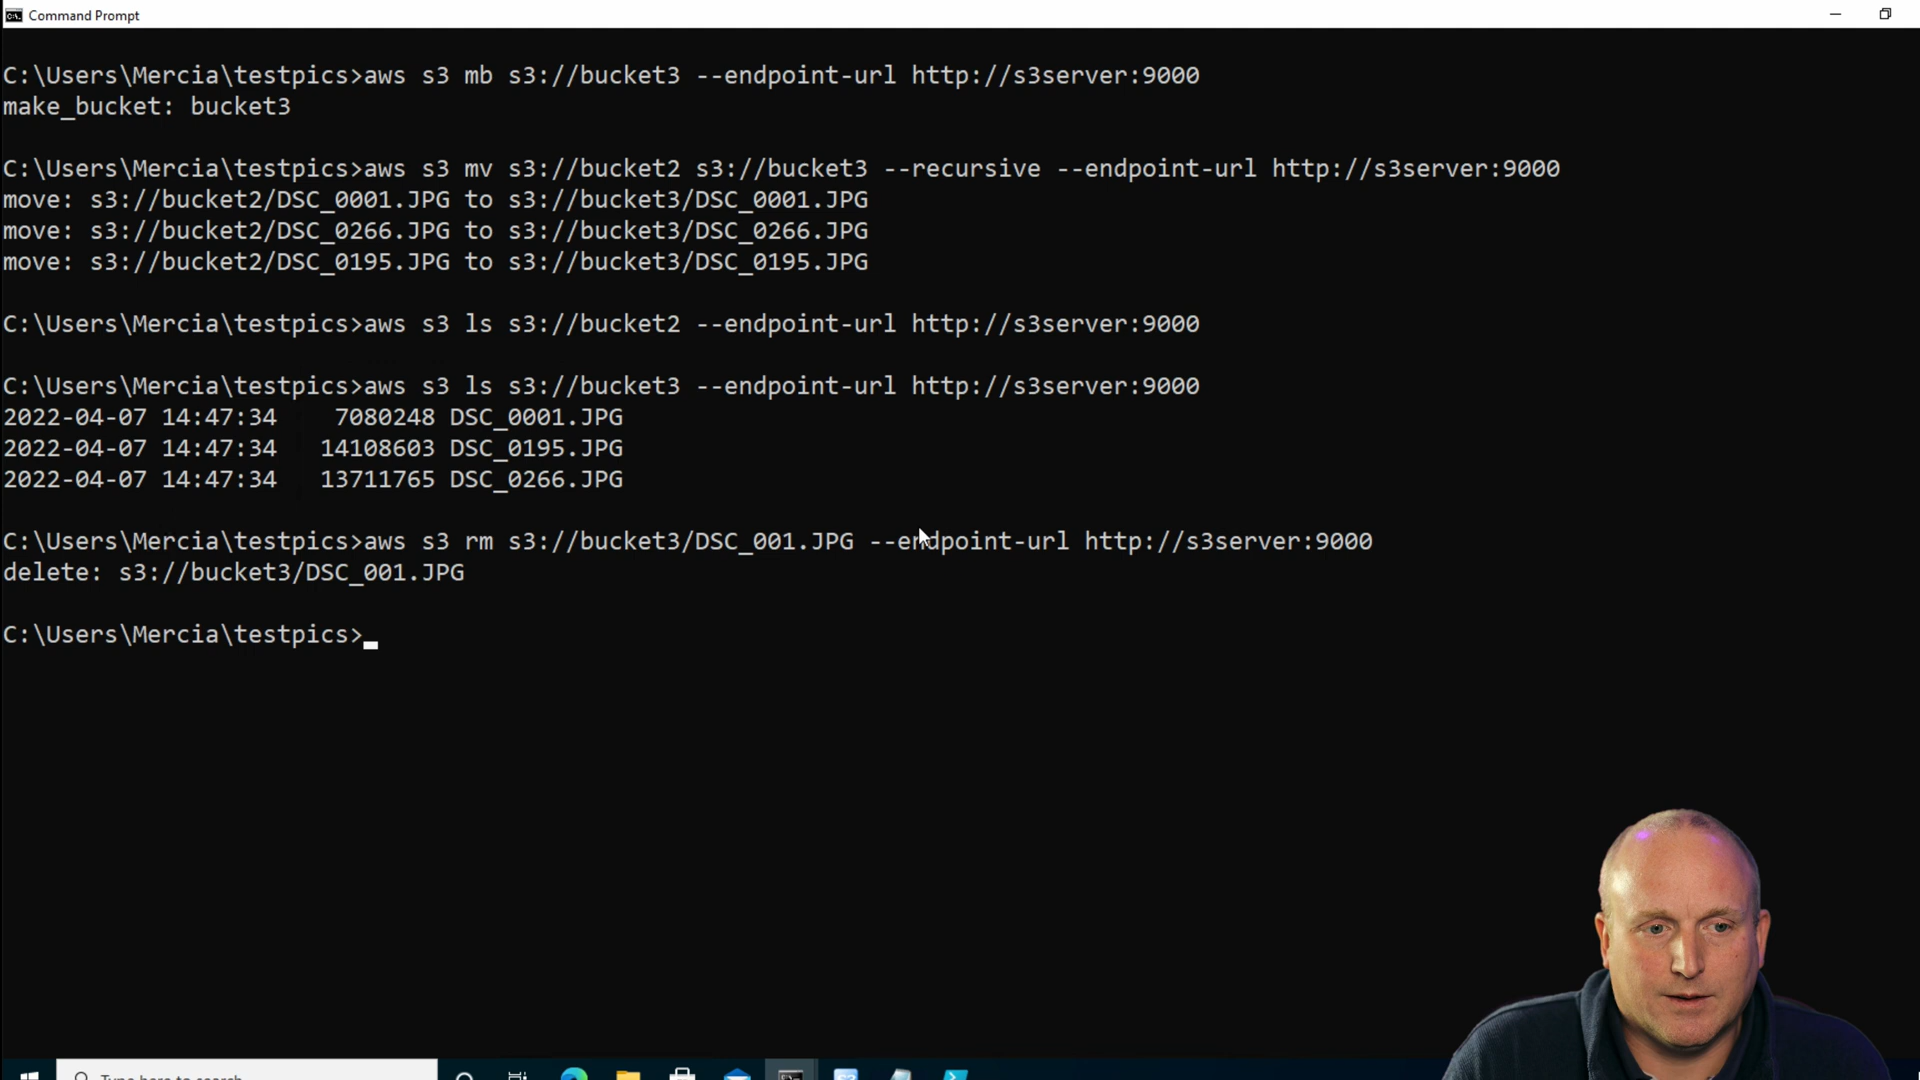 Command Prompt
C:\Users\Mercia\testpics>aws s3 mb s3://bucket3 --endpoint-url http://s3server:9000
make_bucket: bucket3
C:\Users\Mercia\testpics>aws s3 mv s3://bucket2 s3://bucket3 --recursive --endpoint-url http://s3server:9000
move: s3://bucket2/DSC_0001.JPG to s3://bucket3/DSC_0001.JPG
move: s3://bucket2/DSC_0266.JPG to s3://bucket3/DSC_0266.JPG
move: s3://bucket2/DSC_0195.JPG to s3://bucket3/DSC_0195.JPG
C:\Users\Mercia\testpics>aws s3 ls s3://bucket2 --endpoint-url http://s3server:9000
C:\Users\Mercia\testpics>aws s3 ls s3://bucket3 --endpoint-url http://s3server:9000
2022-04-07 14:47:34    7080248 DSC_0001.JPG
2022-04-07 14:47:34   14108603 DSC_0195.JPG
2022-04-07 14:47:34   13711765 DSC_0266.JPG
C:\Users\Mercia\testpics>aws s3 rm s3://bucket3/DSC_001.JPG --endpoint-url http://s3server:9000
delete: s3://bucket3/DSC_001.JPG
C:\Users\Mercia\testpics>
Type here to search